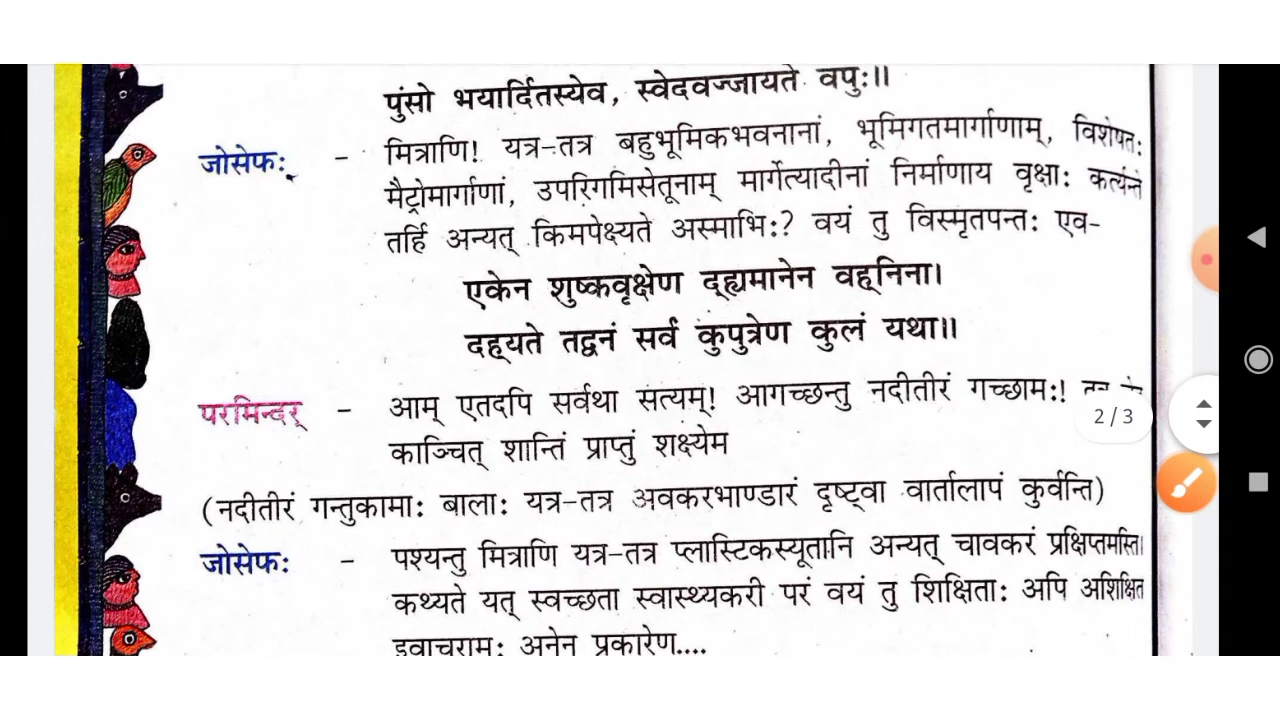 पुंसो भयार्दितस्येव, स्वेदवज्जायते वपुः॥
जोसेफः - मित्राणि! यत्र-तत्र बहुभूमिकभवनानां, भूमिगतमार्गाणाम्, विशेषतः
मैट्रोमार्गाणां, उपरिगमिसेतूनाम् मार्गेत्यादीनां निर्माणाय वृक्षाः कर्त्यन्ते
तर्हि अन्यत् किमपेक्ष्यते अस्माभिः? वयं तु विस्मृतवन्तः एव-
एकेन शुष्कवृक्षेण दह्यमानेन वह्निना।
दह्यते तद्वनं सर्वं कुपुत्रेण कुलं यथा॥
परमिन्दर् - आम् एतदपि सर्वथा सत्यम्! आगच्छन्तु नदीतीरं गच्छामः!
2 / 3
काञ्चित् शान्तिं प्राप्तुं शक्ष्येम
(नदीतीरं गन्तुकामाः बालाः यत्र-तत्र अवकरभाण्डारं दृष्ट्वा वार्तालापं कुर्वन्ति)
जोसेफः - पश्यन्तु मित्राणि यत्र-तत्र प्लास्टिकस्यूतानि अन्यत् चावकरं प्रक्षिप्तमस्ति।
कथ्यते यत् स्वच्छता स्वास्थ्यकरी परं वयं तु शिक्षिताः अपि अशिक्षित
इवाचरामः अनेन प्रकारेण....